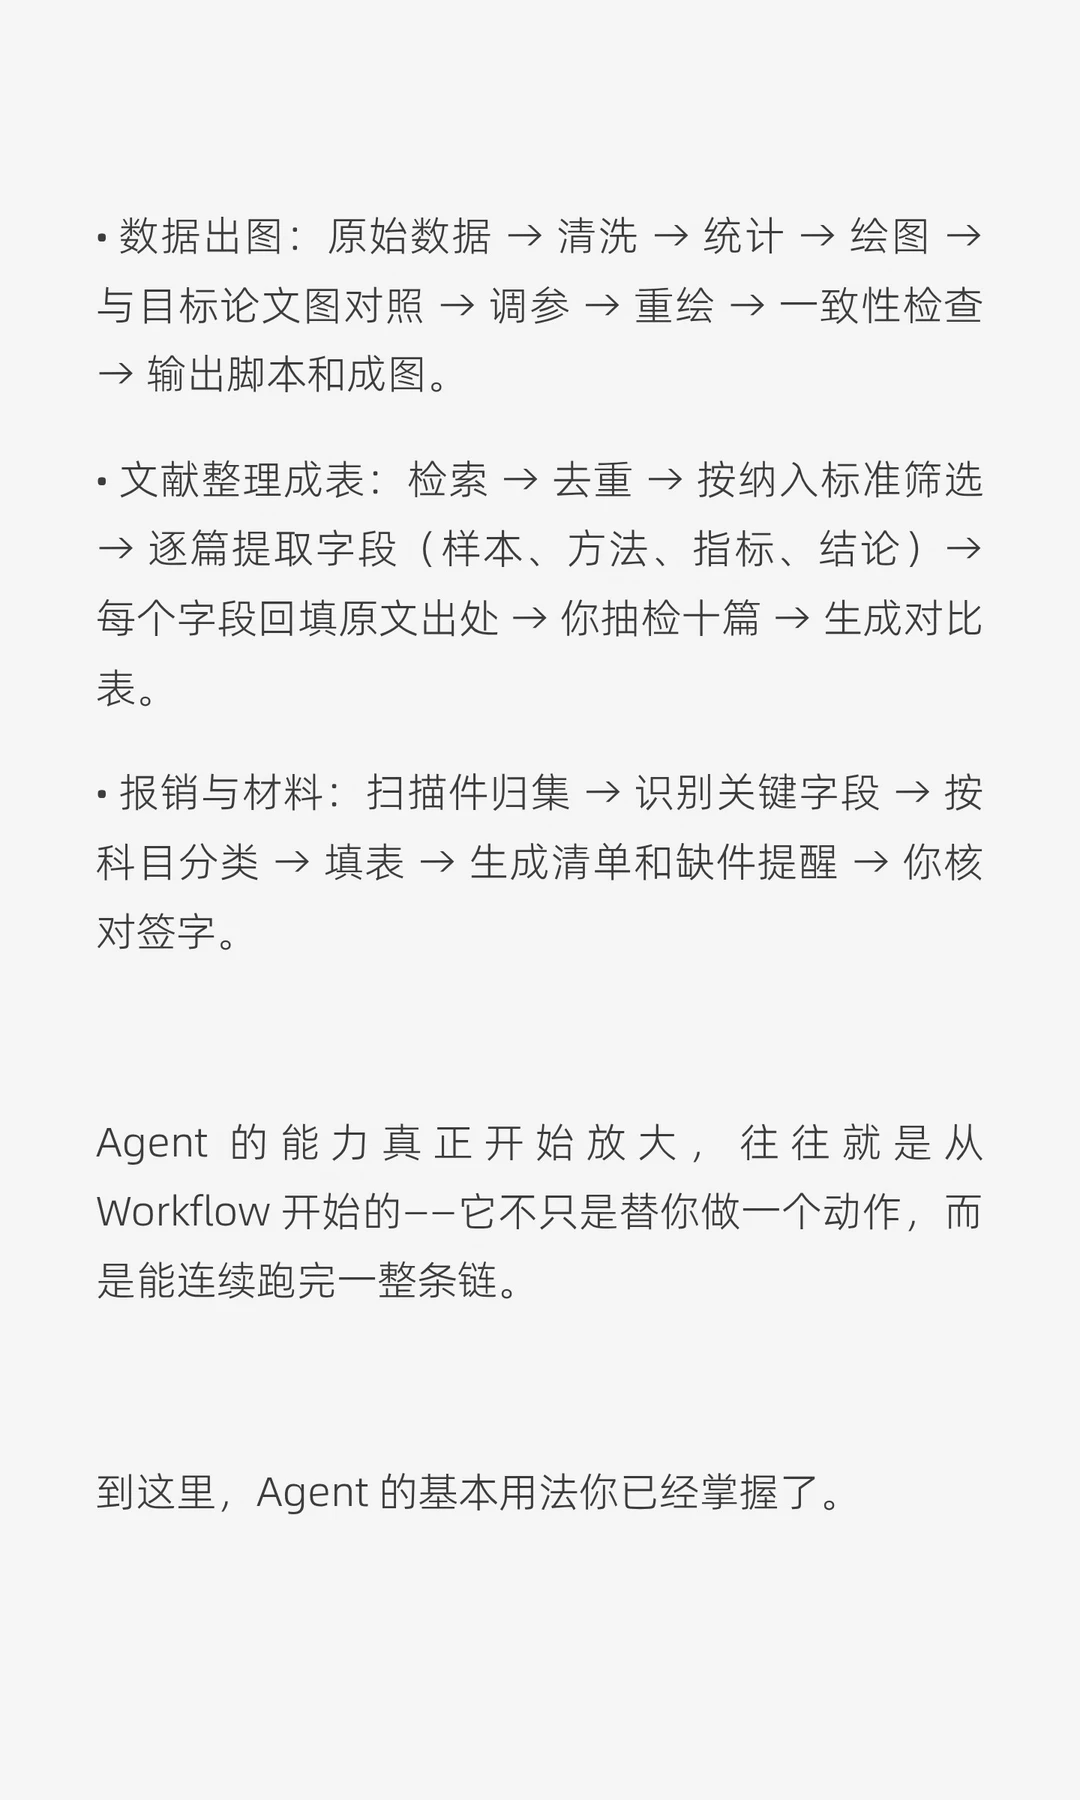 • 数据出图：原始数据 → 清洗 → 统计 → 绘图 →
与目标论文图对照 → 调参 → 重绘 → 一致性检查
→ 输出脚本和成图。
• 文献整理成表：检索 → 去重 → 按纳入标准筛选
→ 逐篇提取字段（样本、方法、指标、结论）→
每个字段回填原文出处 → 你抽检十篇 → 生成对比
表。
• 报销与材料：扫描件归集 → 识别关键字段 → 按
科目分类 → 填表 → 生成清单和缺件提醒 → 你核
对签字。
Agent 的能力真正开始放大，往往就是从
Workflow 开始的——它不只是替你做一个动作，而
是能连续跑完一整条链。
到这里，Agent 的基本用法你已经掌握了。